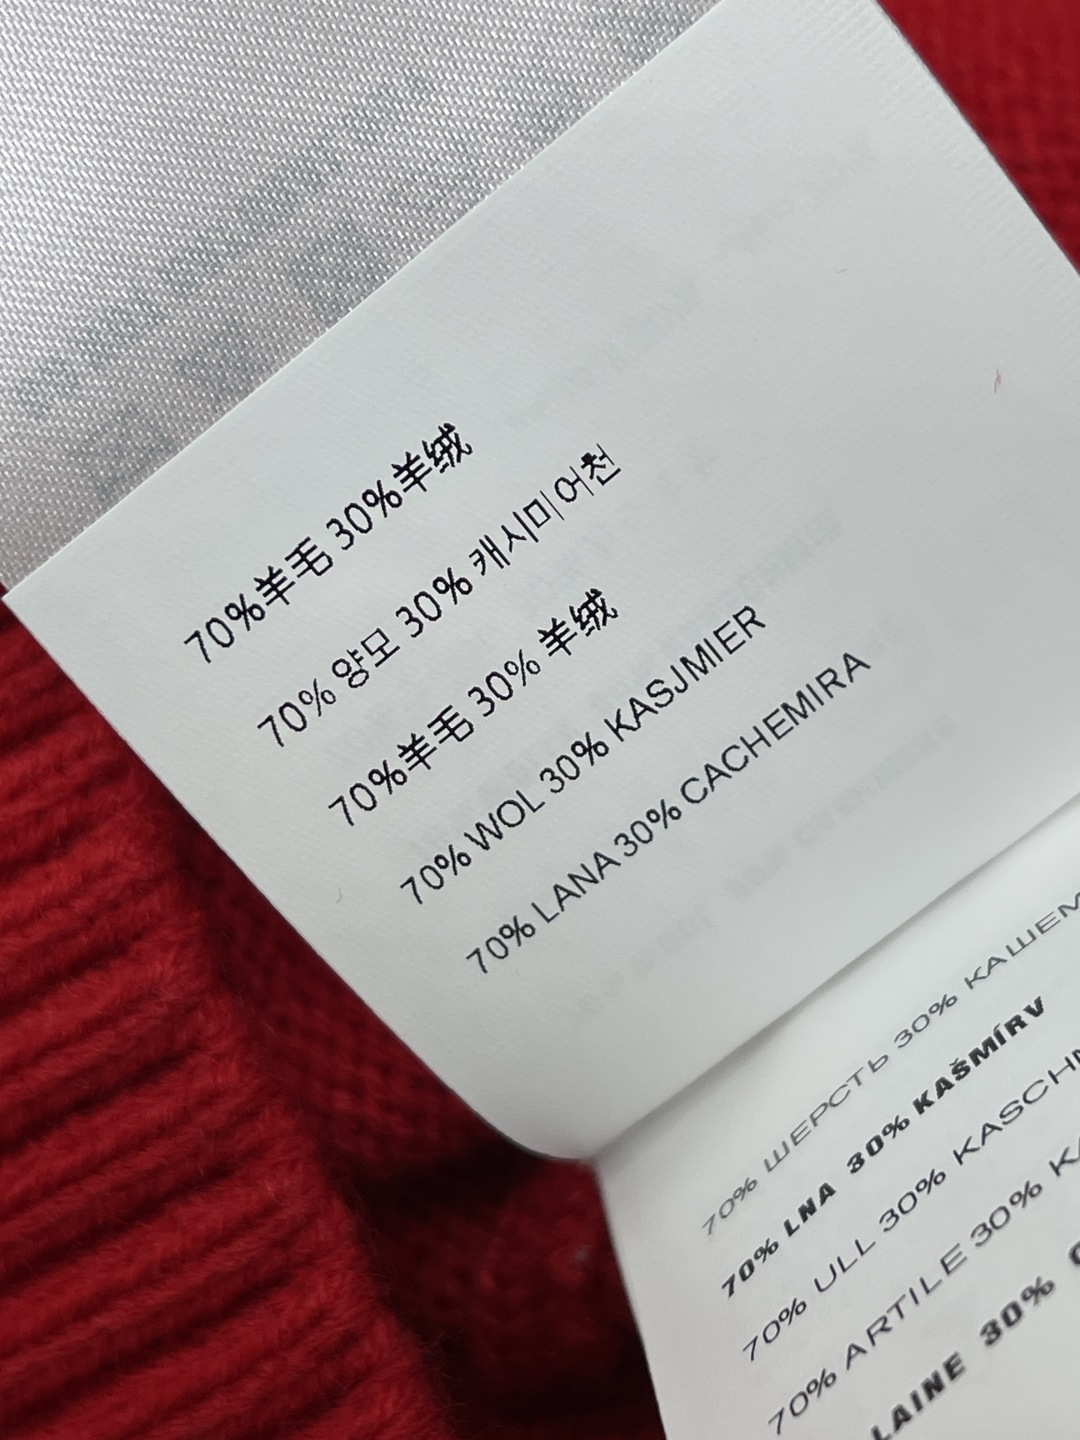 70%羊毛 30%羊绒
70% 양모 30% 캐시미어천
70%羊毛 30% 羊绒
70% WOL 30% KASJMIER
70% LANA 30% CACHEMIRA
70% ШЕРСТЬ 30%
70% LNA 30% KAŠMÍRV
70% ULL 30%
70% ARTILE 30%
LAINE 30%